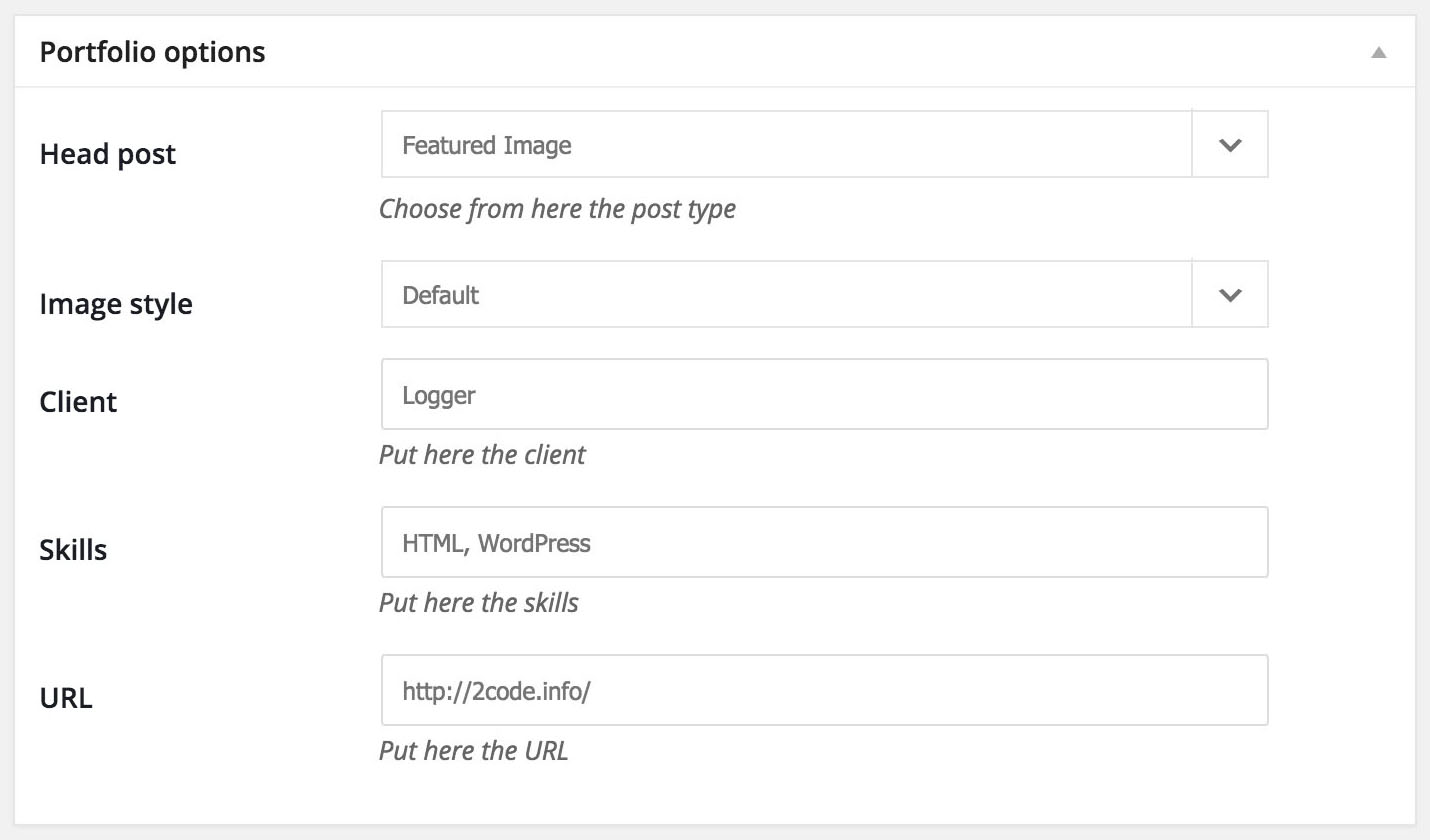 Portfolio options
Head post
Featured Image
Choose from here the post type
Image style
Default
Client
Logger
Put here the client
Skills
HTML, WordPress
Put here the skills
URL
http://2code.info/
Put here the URL